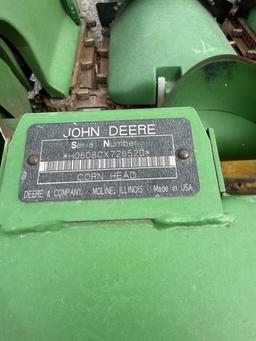 JOHN DEERE
Serial Number
*H0608CX726520*
CORN HEAD
DEERE & COMPANY MOLINE, ILLINOIS Made in USA